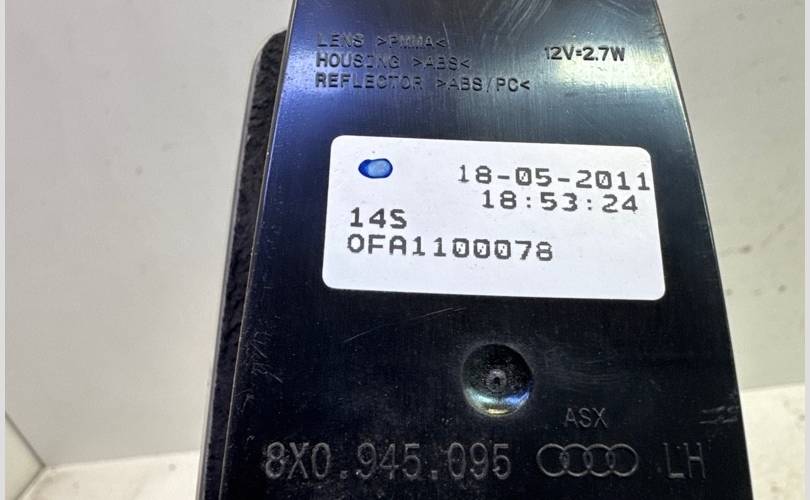 LENS >PMMA<
HOUSING >ABS<
REFLECTOR >ABS/PC<
12V=2.7W
18-05-2011
18:53:24
14S
0FA1100078
ASX
8X0.945.095 LH